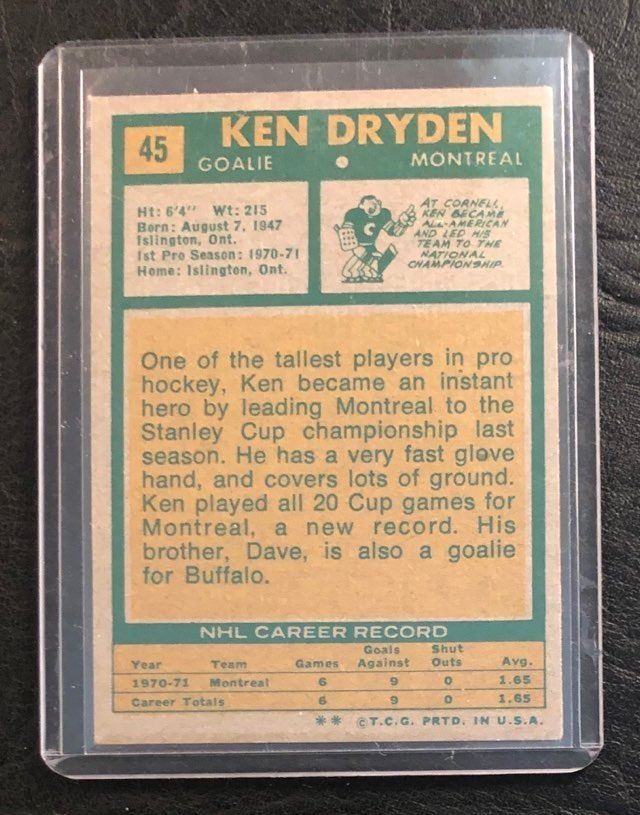 45
KEN DRYDEN
GOALIE • MONTREAL
Ht: 6'4" Wt: 215
Born: August 7, 1947
Islington, Ont.
1st Pro Season: 1970-71
Home: Islington, Ont.
C
AT CORNELL,
KEN BECAME
ALL-AMERICAN
AND LED HIS
TEAM TO THE
NATIONAL
CHAMPIONSHIP.
One of the tallest players in pro
hockey, Ken became an instant
hero by leading Montreal to the
Stanley Cup championship last
season. He has a very fast glove
hand, and covers lots of ground.
Ken played all 20 Cup games for
Montreal, a new record. His
brother, Dave, is also a goalie
for Buffalo.
NHL CAREER RECORD
Year Team Games Goals Against Shut Outs Avg.
1970-71 Montreal 6 9 0 1.65
Career Totals 6 9 0 1.65
** ©T.C.G. PRTD. IN U.S.A.